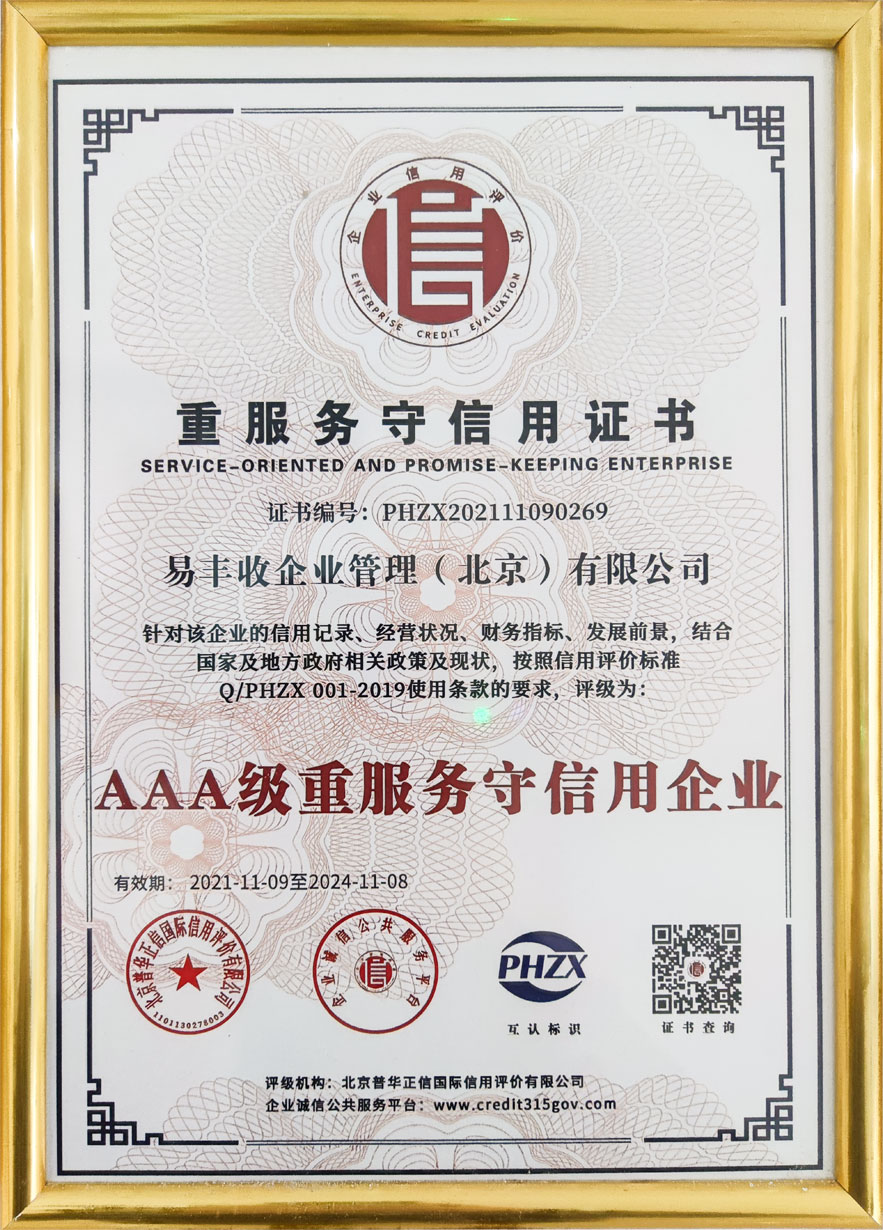 企业信用评价
信
ENTERPRISE CREDIT EVALUATION
重服务守信用证书
SERVICE-ORIENTED AND PROMISE-KEEPING ENTERPRISE
证书编号：PHZX202111090269
易丰收企业管理（北京）有限公司
针对该企业的信用记录、经营状况、财务指标、发展前景，结合
国家及地方政府相关政策及现状，按照信用评价标准
Q/PHZX 001-2019使用条款的要求，评级为：
AAA级重服务守信用企业
有效期： 2021-11-09至2024-11-08
北京普华正信国际信用评价有限公司
1101130278003
企业诚信公共服务平台
信
PHZX
互认标识
证书查询
评级机构：北京普华正信国际信用评价有限公司
企业诚信公共服务平台：www.credit315gov.com